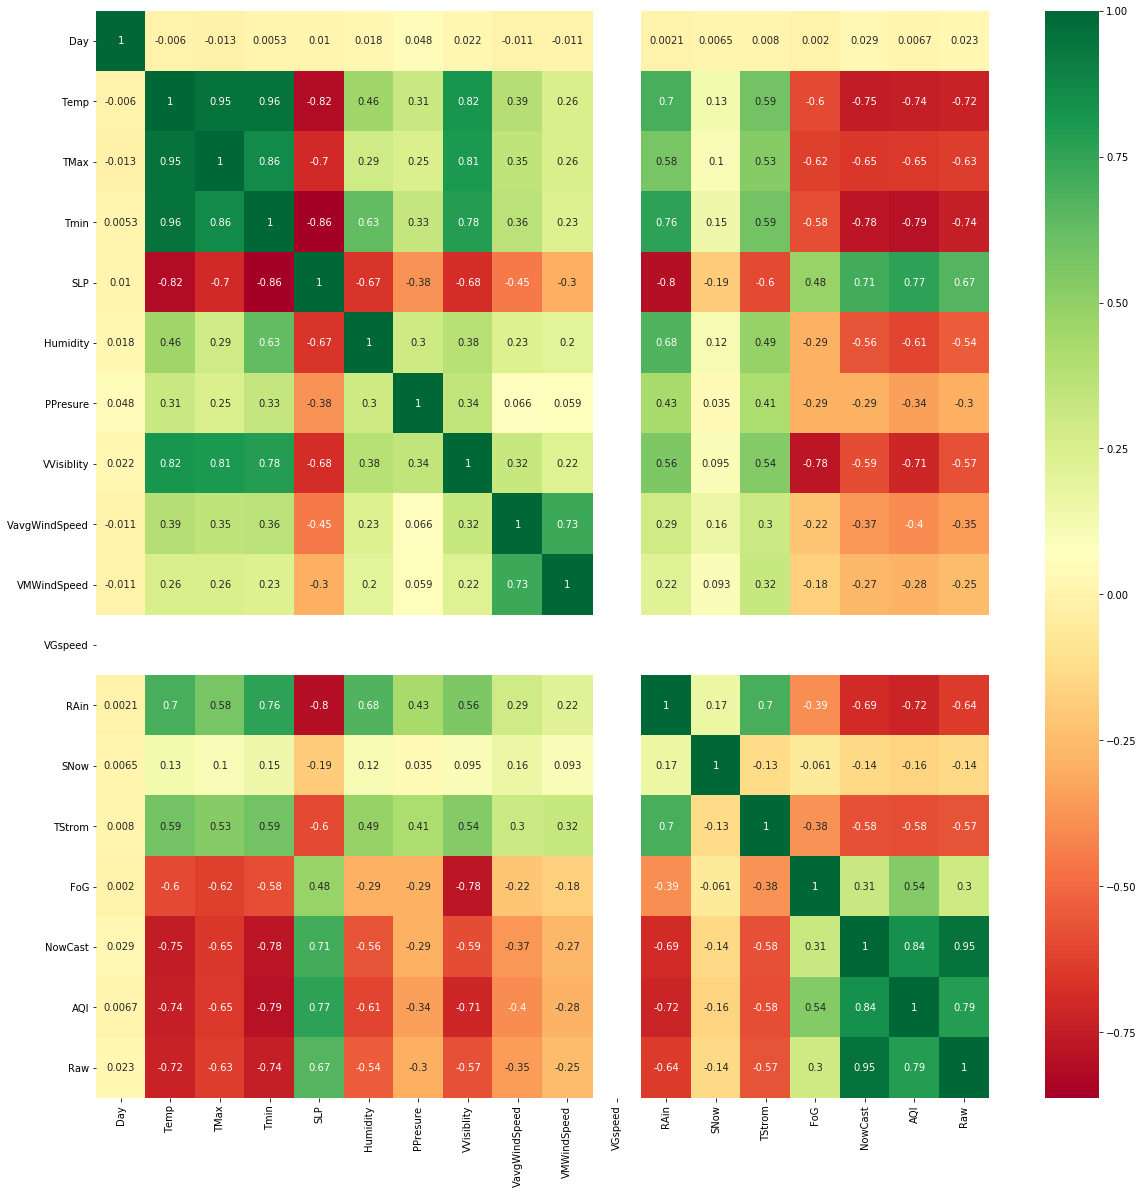 Day 1 -0.006 -0.013 0.0053 0.01 0.018 0.048 0.022 -0.011 -0.011 0.0021 0.0065 0.008 0.002 0.029 0.0067 0.023
Temp -0.006 1 0.95 0.96 -0.82 0.46 0.31 0.82 0.39 0.26 0.7 0.13 0.59 -0.6 -0.75 -0.74 -0.72
TMax -0.013 0.95 1 0.86 -0.7 0.29 0.25 0.81 0.35 0.26 0.58 0.1 0.53 -0.62 -0.65 -0.65 -0.63
Tmin 0.0053 0.96 0.86 1 -0.86 0.63 0.33 0.78 0.36 0.23 0.76 0.15 0.59 -0.58 -0.78 -0.79 -0.74
SLP 0.01 -0.82 -0.7 -0.86 1 -0.67 -0.38 -0.68 -0.45 -0.3 -0.8 -0.19 -0.6 0.48 0.71 0.77 0.67
Humidity 0.018 0.46 0.29 0.63 -0.67 1 0.3 0.38 0.23 0.2 0.68 0.12 0.49 -0.29 -0.56 -0.61 -0.54
PPresure 0.048 0.31 0.25 0.33 -0.38 0.3 1 0.34 0.066 0.059 0.43 0.035 0.41 -0.29 -0.29 -0.34 -0.3
VVisiblity 0.022 0.82 0.81 0.78 -0.68 0.38 0.34 1 0.32 0.22 0.56 0.095 0.54 -0.78 -0.59 -0.71 -0.57
VavgWindSpeed -0.011 0.39 0.35 0.36 -0.45 0.23 0.066 0.32 1 0.73 0.29 0.16 0.3 -0.22 -0.37 -0.4 -0.35
VMWindSpeed -0.011 0.26 0.26 0.23 -0.3 0.2 0.059 0.22 0.73 1 0.22 0.093 0.32 -0.18 -0.27 -0.28 -0.25
VGspeed
RAin 0.0021 0.7 0.58 0.76 -0.8 0.68 0.43 0.56 0.29 0.22 1 0.17 0.7 -0.39 -0.69 -0.72 -0.64
SNow 0.0065 0.13 0.1 0.15 -0.19 0.12 0.035 0.095 0.16 0.093 0.17 1 -0.13 -0.061 -0.14 -0.16 -0.14
TStrom 0.008 0.59 0.53 0.59 -0.6 0.49 0.41 0.54 0.3 0.32 0.7 -0.13 1 -0.38 -0.58 -0.58 -0.57
FoG 0.002 -0.6 -0.62 -0.58 0.48 -0.29 -0.29 -0.78 -0.22 -0.18 -0.39 -0.061 -0.38 1 0.31 0.54 0.3
NowCast 0.029 -0.75 -0.65 -0.78 0.71 -0.56 -0.29 -0.59 -0.37 -0.27 -0.69 -0.14 -0.58 0.31 1 0.84 0.95
AQI 0.0067 -0.74 -0.65 -0.79 0.77 -0.61 -0.34 -0.71 -0.4 -0.28 -0.72 -0.16 -0.58 0.54 0.84 1 0.79
Raw 0.023 -0.72 -0.63 -0.74 0.67 -0.54 -0.3 -0.57 -0.35 -0.25 -0.64 -0.14 -0.57 0.3 0.95 0.79 1
Day Temp TMax Tmin SLP Humidity PPresure VVisiblity VavgWindSpeed VMWindSpeed VGspeed RAin SNow TStrom FoG NowCast AQI Raw
1.00
0.75
0.50
0.25
0.00
−0.25
−0.50
−0.75